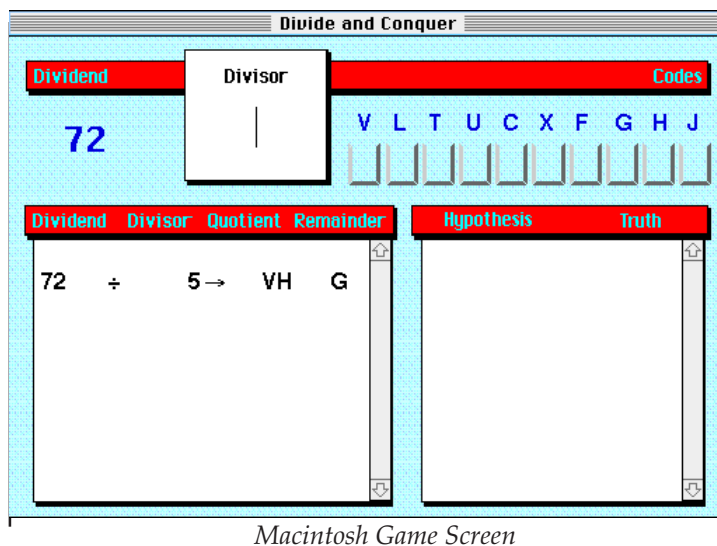 Divide and Conquer
Dividend Divisor Codes
72 V L T U C X F G H J
Dividend Divisor Quotient Remainder Hypothesis Truth
72 ÷ 5→ VH G
Macintosh Game Screen